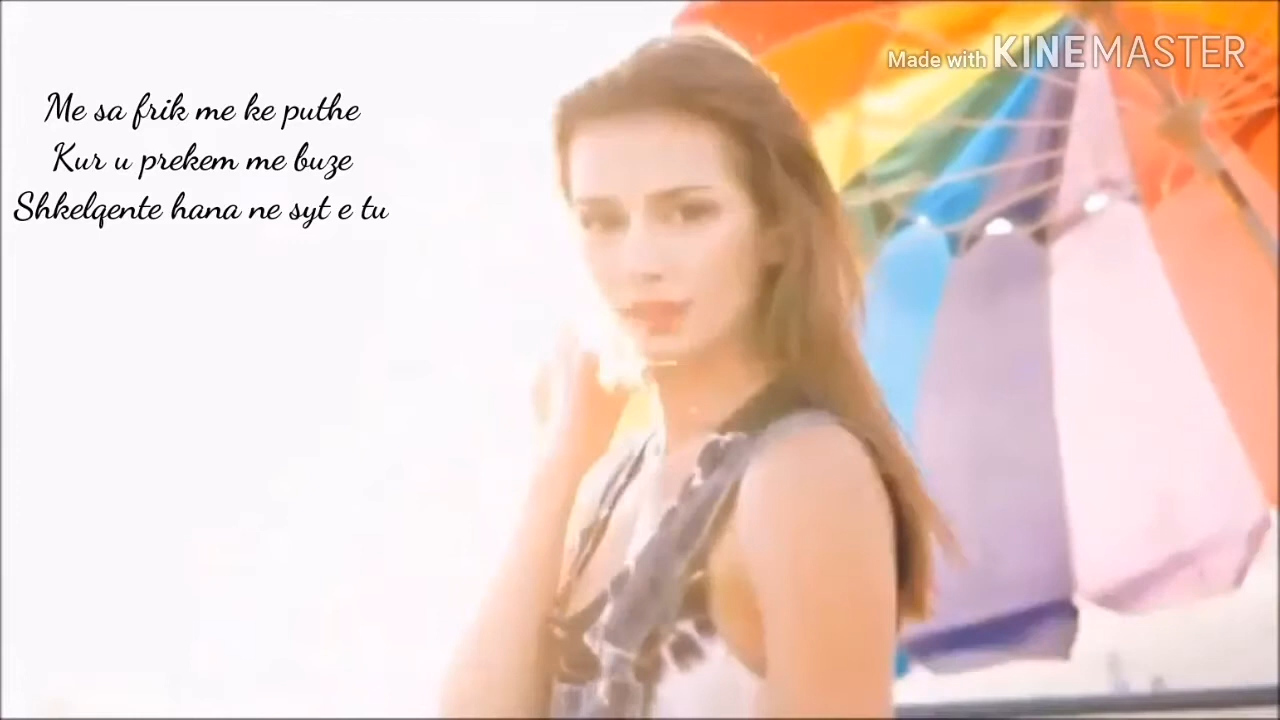 Made with KINEMASTER
Me sa frik me ke puthe
Kur u prekem me buze
Shkelqente hana ne syt e tu